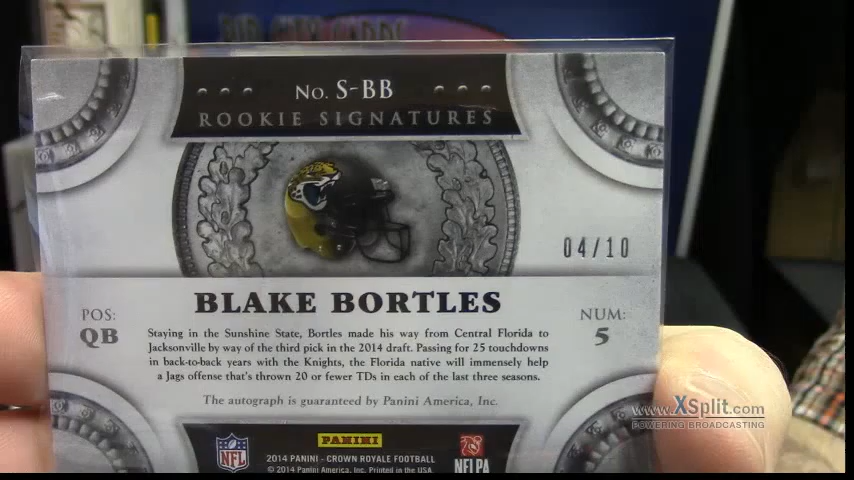 BIG CITY CARDS
No. S-BB
ROOKIE SIGNATURES
04/10
BLAKE BORTLES
POS:
QB
NUM:
5
Staying in the Sunshine State, Bortles made his way from Central Florida to
Jacksonville by way of the third pick in the 2014 draft. Passing for 25 touchdowns
in back-to-back years with the Knights, the Florida native will immensely help
a Jags offense that's thrown 20 or fewer TDs in each of the last three seasons.
The autograph is guaranteed by Panini America, Inc.
NFL
PANINI
2014 PANINI - CROWN ROYALE FOOTBALL
© 2014 Panini America, Inc. Printed in the USA
NFLPA
www.XSplit.com
POWERING BROADCASTING